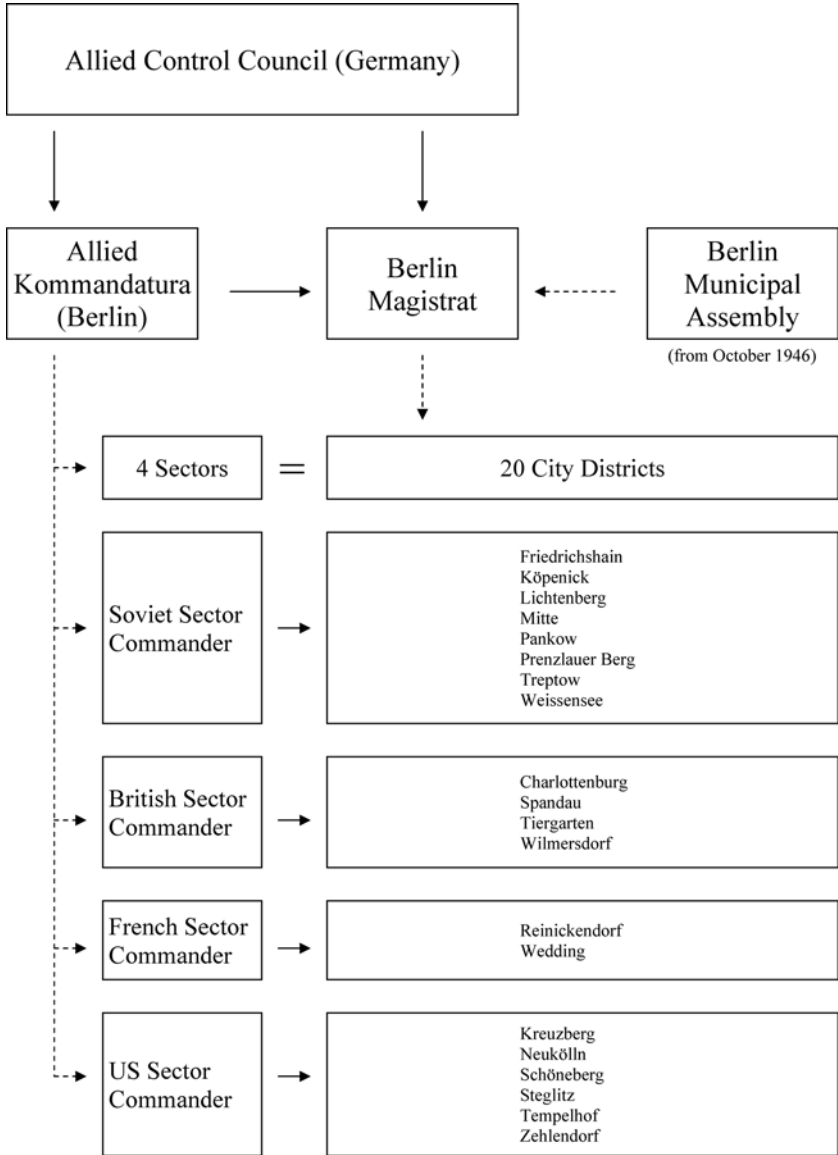 Allied Control Council (Germany)
Allied
Kommandatura
(Berlin)
Berlin
Magistrat
Berlin
Municipal
Assembly
(from October 1946)
4 Sectors
=
20 City Districts
Soviet Sector
Commander
Friedrichshain
Köpenick
Lichtenberg
Mitte
Pankow
Prenzlauer Berg
Treptow
Weissensee
British Sector
Commander
Charlottenburg
Spandau
Tiergarten
Wilmersdorf
French Sector
Commander
Reinickendorf
Wedding
US Sector
Commander
Kreuzberg
Neukölln
Schöneberg
Steglitz
Tempelhof
Zehlendorf